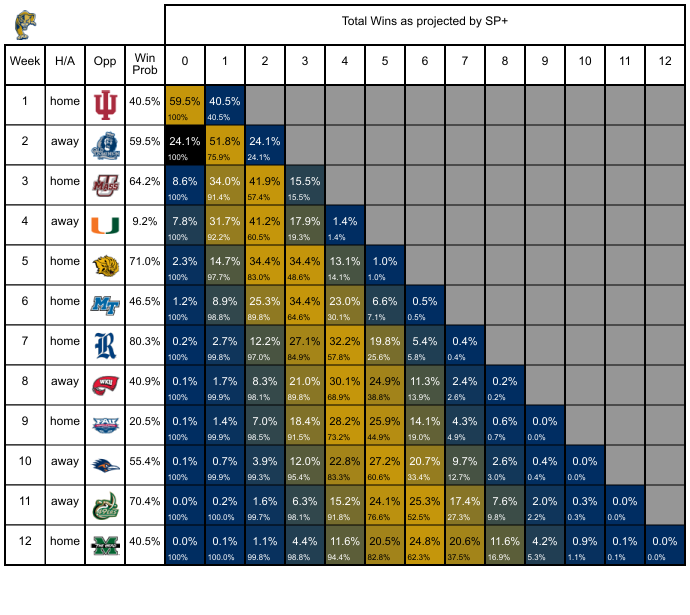 Total Wins as projected by SP+
Week H/A Opp Win Prob 0 1 2 3 4 5 6 7 8 9 10 11 12
1 home 40.5% 59.5% 40.5%
100% 40.5%
2 away 59.5% 24.1% 51.8% 24.1%
100% 75.9% 24.1%
3 home UMass 64.2% 8.6% 34.0% 41.9% 15.5%
100% 91.4% 57.4% 15.5%
4 away 9.2% 7.8% 31.7% 41.2% 17.9% 1.4%
100% 92.2% 60.5% 19.3% 1.4%
5 home 71.0% 2.3% 14.7% 34.4% 34.4% 13.1% 1.0%
100% 97.7% 83.0% 48.6% 14.1% 1.0%
6 home MT 46.5% 1.2% 8.9% 25.3% 34.4% 23.0% 6.6% 0.5%
100% 98.8% 89.8% 64.6% 30.1% 7.1% 0.5%
7 home R 80.3% 0.2% 2.7% 12.2% 27.1% 32.2% 19.8% 5.4% 0.4%
100% 99.8% 97.0% 84.9% 57.8% 25.6% 5.8% 0.4%
8 away WKU 40.9% 0.1% 1.7% 8.3% 21.0% 30.1% 24.9% 11.3% 2.4% 0.2%
100% 99.9% 98.1% 89.8% 68.9% 38.8% 13.9% 2.6% 0.2%
9 home FAU 20.5% 0.1% 1.4% 7.0% 18.4% 28.2% 25.9% 14.1% 4.3% 0.6% 0.0%
100% 99.9% 98.5% 91.5% 73.2% 44.9% 19.0% 4.9% 0.7% 0.0%
10 away 55.4% 0.1% 0.7% 3.9% 12.0% 22.8% 27.2% 20.7% 9.7% 2.6% 0.4% 0.0%
100% 99.9% 99.3% 95.4% 83.3% 60.6% 33.4% 12.7% 3.0% 0.4% 0.0%
11 away 70.4% 0.0% 0.2% 1.6% 6.3% 15.2% 24.1% 25.3% 17.4% 7.6% 2.0% 0.3% 0.0%
100% 100.0% 99.7% 98.1% 91.8% 76.6% 52.5% 27.3% 9.8% 2.2% 0.3% 0.0%
12 home M 40.5% 0.0% 0.1% 1.1% 4.4% 11.6% 20.5% 24.8% 20.6% 11.6% 4.2% 0.9% 0.1% 0.0%
100% 100.0% 99.8% 98.8% 94.4% 82.8% 62.3% 37.5% 16.9% 5.3% 1.1% 0.1% 0.0%